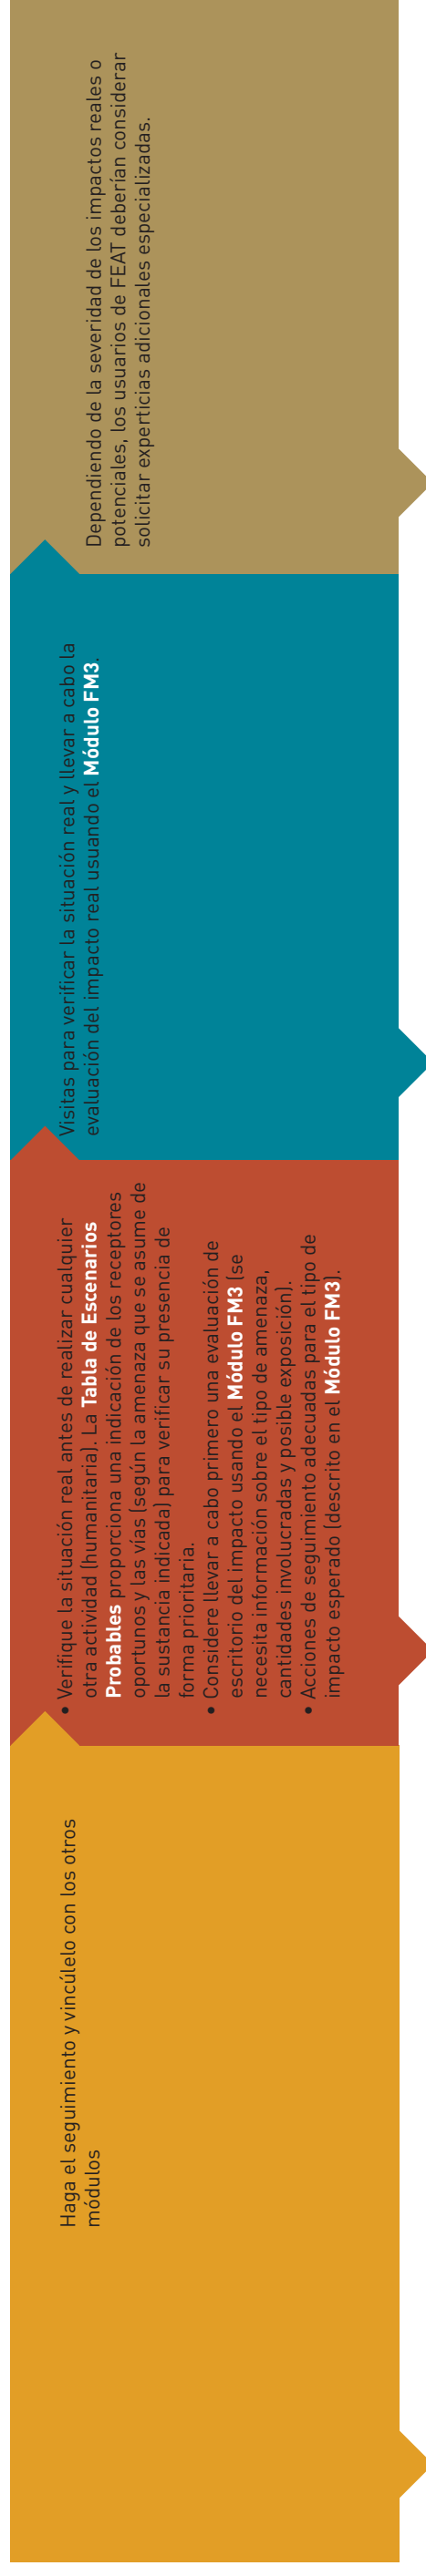 Haga el seguimiento y vincúlelo con los otros
módulos
• Verifique la situación real antes de realizar cualquier
otra actividad (humanitaria). La Tabla de Escenarios
Probables proporciona una indicación de los receptores
oportunos y las vías (según la amenaza que se asume de
la sustancia indicada) para verificar su presencia de
forma prioritaria.
• Considere llevar a cabo primero una evaluación de
escritorio del impacto usando el Módulo FM3 (se
necesita información sobre el tipo de amenaza,
cantidades involucradas y posible exposición).
• Acciones de seguimiento adecuadas para el tipo de
impacto esperado (descrito en el Módulo FM3).
Visitas para verificar la situación real y llevar a cabo la
evaluación del impacto real usando el Módulo FM3.
Dependiendo de la severidad de los impactos reales o
potenciales, los usuarios de FEAT deberían considerar
solicitar experticias adicionales especializadas.